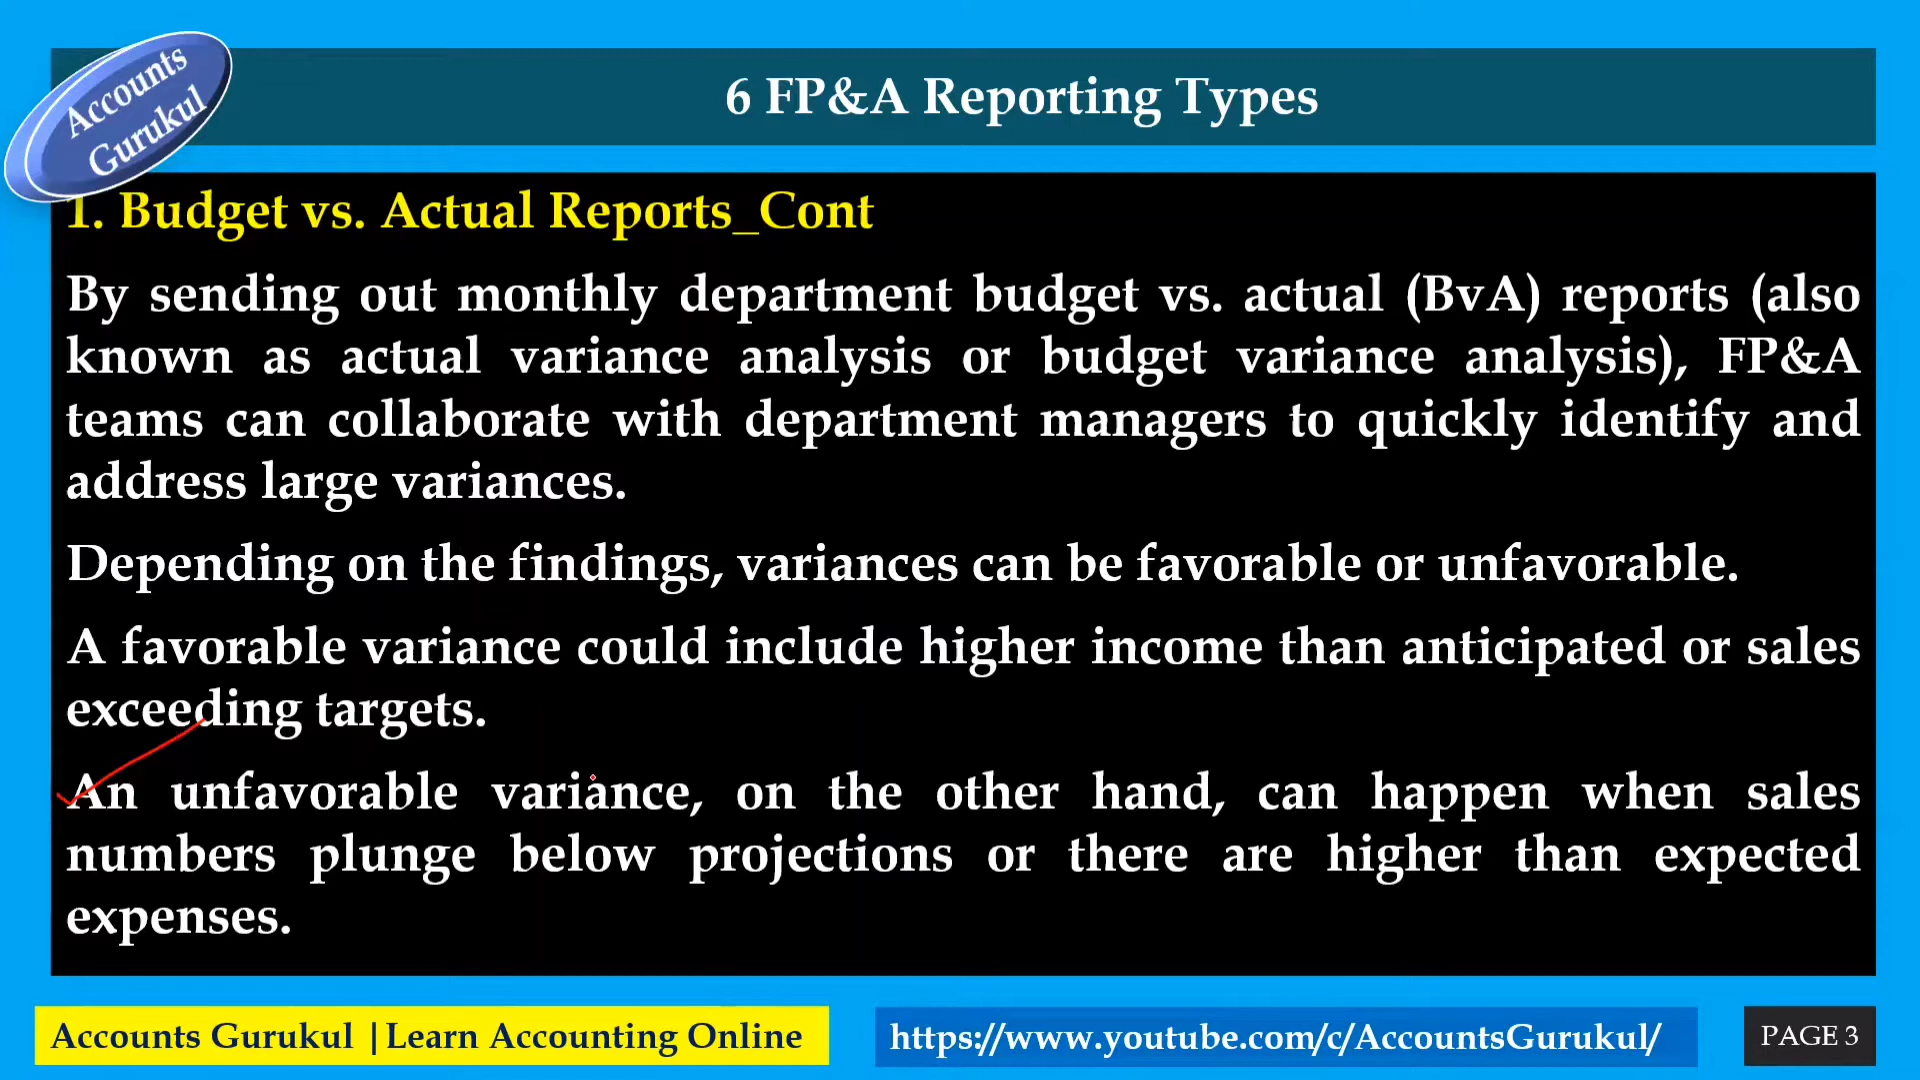 Accounts
Gurukul
6 FP&A Reporting Types
1. Budget vs. Actual Reports_Cont
By sending out monthly department budget vs. actual (BvA) reports (also
known as actual variance analysis or budget variance analysis), FP&A
teams can collaborate with department managers to quickly identify and
address large variances.
Depending on the findings, variances can be favorable or unfavorable.
A favorable variance could include higher income than anticipated or sales
exceeding targets.
An unfavorable variance, on the other hand, can happen when sales
numbers plunge below projections or there are higher than expected
expenses.
Accounts Gurukul | Learn Accounting Online
https://www.youtube.com/c/AccountsGurukul/
PAGE 3